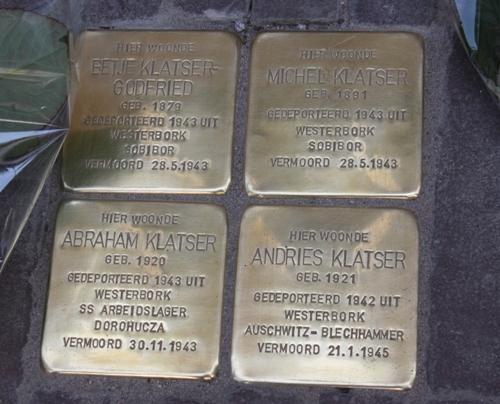 HIER WOONDE
BETJE KLATSER-
GODFRIED
GEB. 1879
GEDEPORTEERD 1943 UIT
WESTERBORK
SOBIBOR
VERMOORD 28.5.1943
HIER WOONDE
MICHEL KLATSER
GEB. 1891
GEDEPORTEERD 1943 UIT
WESTERBORK
SOBIBOR
VERMOORD 28.5.1943
HIER WOONDE
ABRAHAM KLATSER
GEB. 1920
GEDEPORTEERD 1943 UIT
WESTERBORK
SS ARBEIDSLAGER
DOROHUCZA
VERMOORD 30.11.1943
HIER WOONDE
ANDRIES KLATSER
GEB. 1921
GEDEPORTEERD 1942 UIT
WESTERBORK
AUSCHWITZ-BLECHHAMMER
VERMOORD 21.1.1945